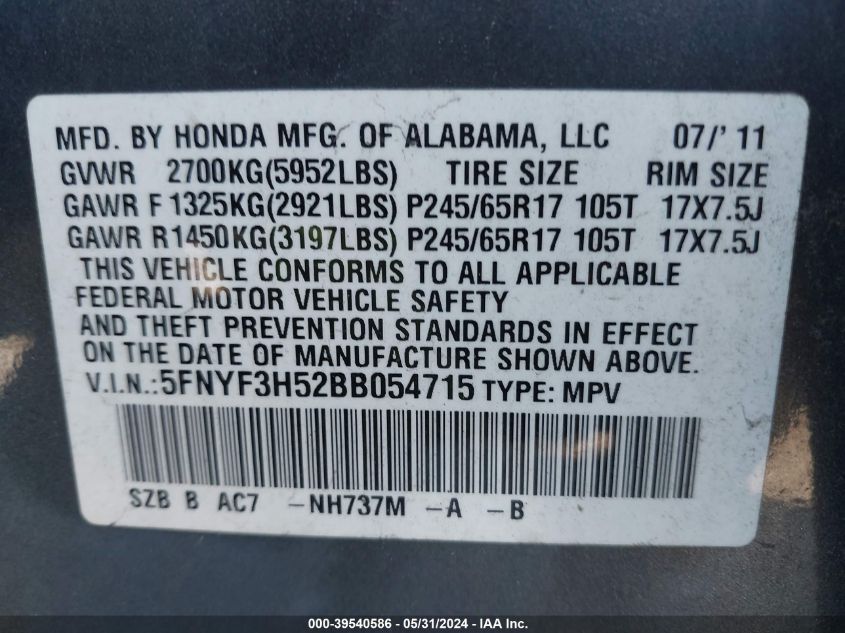 MFD. BY HONDA MFG. OF ALABAMA, LLC 07/'11
GVWR 2700KG(5952LBS) TIRE SIZE RIM SIZE
GAWR F 1325KG(2921LBS) P245/65R17 105T 17X7.5J
GAWR R1450KG(3197LBS) P245/65R17 105T 17X7.5J
THIS VEHICLE CONFORMS TO ALL APPLICABLE
FEDERAL MOTOR VEHICLE SAFETY
AND THEFT PREVENTION STANDARDS IN EFFECT
ON THE DATE OF MANUFACTURE SHOWN ABOVE.
V.I.N.:5FNYF3H52BB054715 TYPE: MPV
SZB B AC7 -NH737M -A -B
000-39540586 - 05/31/2024 - IAA Inc.